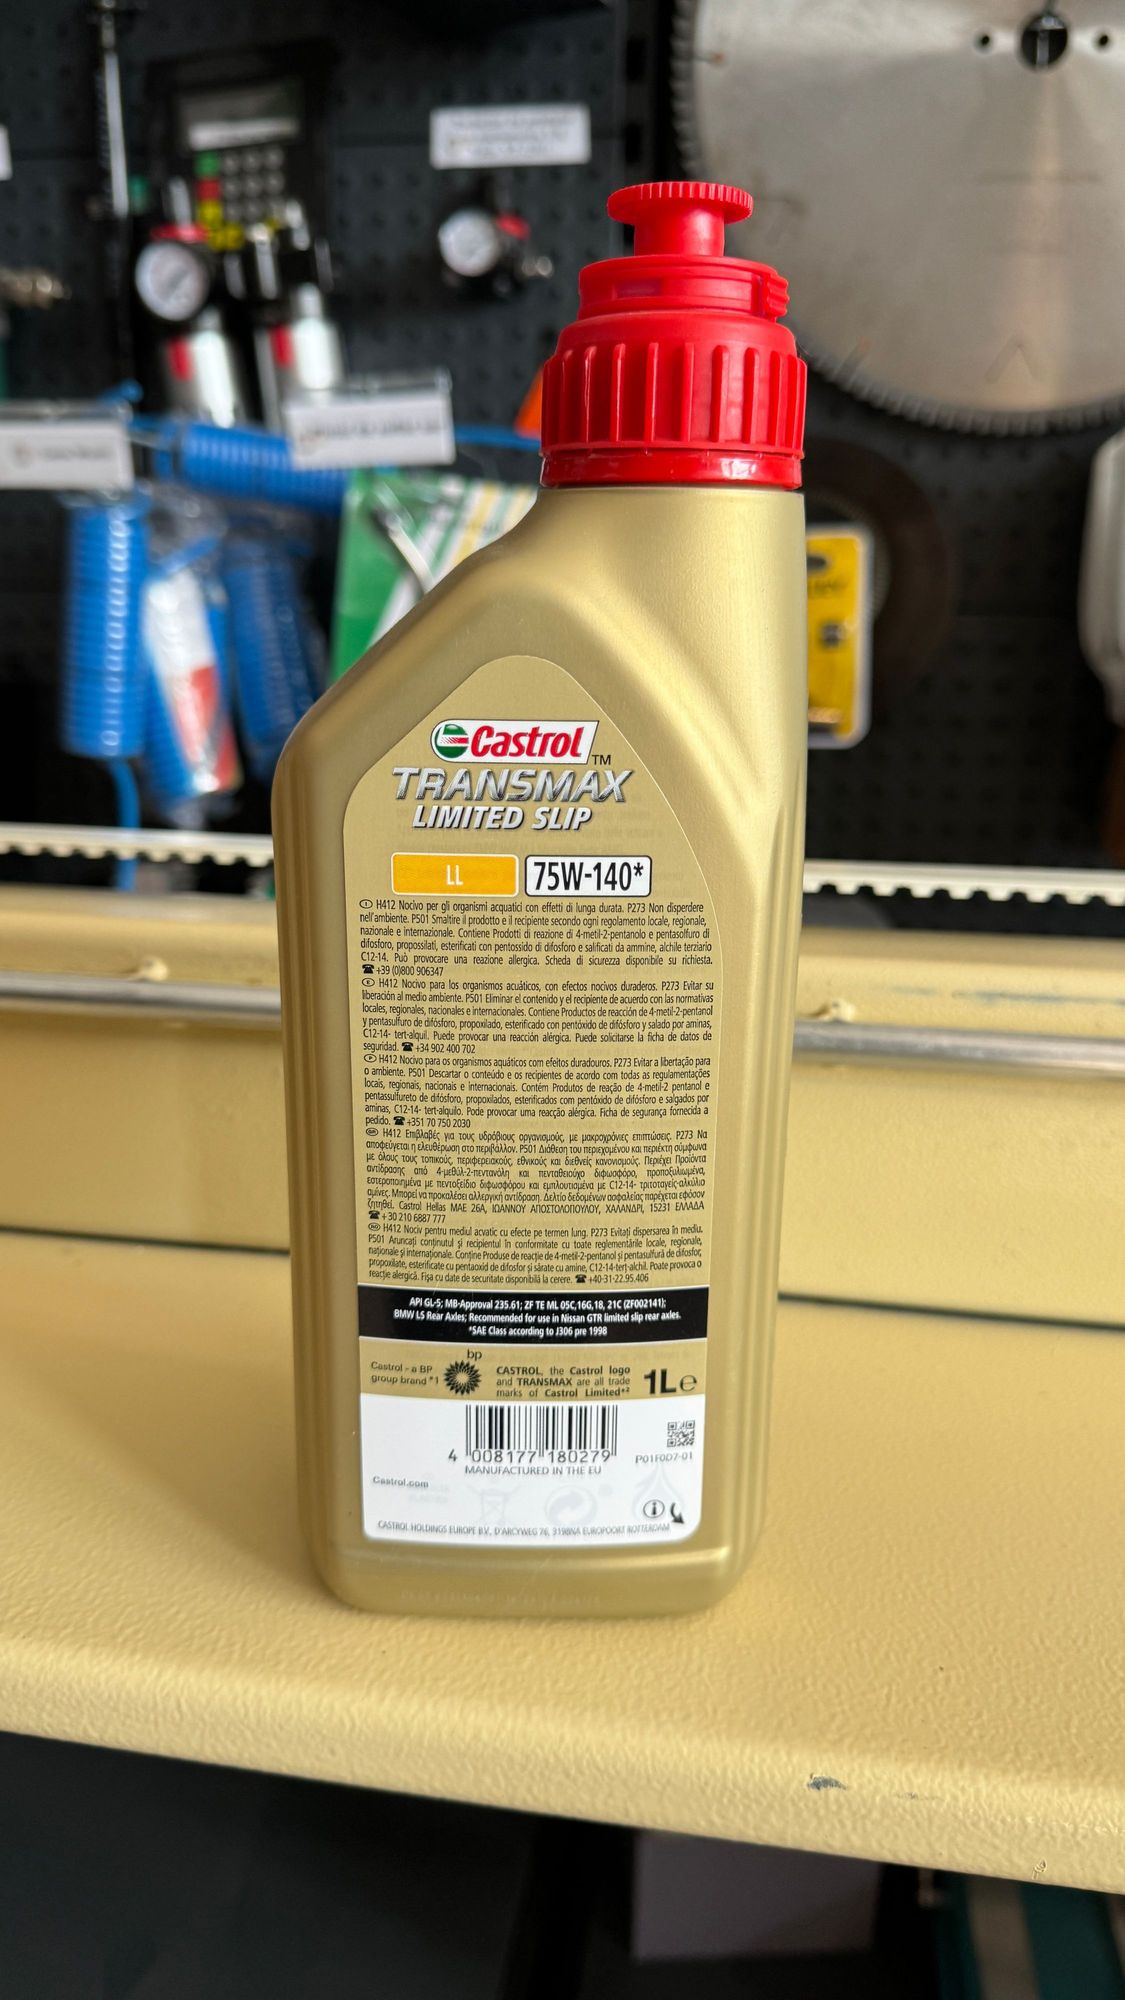 Castrol
TM
TRANSMAX
LIMITED SLIP
LL 75W-140*
H412 Nocivo per gli organismi acquatici con effetti di lunga durata. P273 Non disperdere
nell'ambiente. P501 Smaltire il prodotto e il recipiente secondo ogni regolamento locale, regionale,
nazionale e internazionale. Contiene Prodotti di reazione di 4-metil-2-pentanolo e pentasolfuro di
difosforo, propossilati, esterificati con pentossido di difosforo e salificati da ammine, alchile terziario
C12-14. Può provocare una reazione allergica. Scheda di sicurezza disponibile su richiesta.
☎ +39 (0)800 906347
E H412 Nocivo para los organismos acuáticos, con efectos nocivos duraderos. P273 Evitar su
liberación al medio ambiente. P501 Eliminar el contenido y el recipiente de acuerdo con las normativas
locales, regionales, nacionales e internacionales. Contiene Productos de reacción de 4-metil-2-pentanol
y pentasulfuro de difósforo, propoxilado, esterificado con pentóxido de difósforo y salado por aminas,
C12-14- tert-alquil. Puede provocar una reacción alérgica. Puede solicitarse la ficha de datos de
seguridad. ☎ +34 902 400 702
P H412 Nocivo para os organismos aquáticos com efeitos duradouros. P273 Evitar a libertação para
o ambiente. P501 Descartar o conteúdo e os recipientes de acordo com todas as regulamentações
locais, regionais, nacionais e internacionais. Contém Produtos de reação de 4-metil-2 pentanol e
pentassulfureto de difósforo, propoxilados, esterificados com pentóxido de difósforo e salgados por
aminas, C12-14- tert-alquilo. Pode provocar uma reacção alérgica. Ficha de segurança fornecida a
pedido. ☎ +351 70 750 2030
GR H412 Επιβλαβές για τους υδρόβιους οργανισμούς, με μακροχρόνιες επιπτώσεις. P273 Να
αποφεύγεται η ελευθέρωση στο περιβάλλον. P501 Διάθεση του περιεχομένου και περιέκτη σύμφωνα
με όλους τους τοπικούς, περιφερειακούς, εθνικούς και διεθνείς κανονισμούς. Περιέχει Προϊόντα
αντίδρασης από 4-μεθύλ-2-πεντανόλη και πενταθειούχο διφωσφόρο, προποξυλιωμένα,
εστεροποιημένα με πεντοξείδιο διφωσφόρου και εμπλουτισμένα με C12-14- τριτοταγείς-αλκύλιο
αμίνες. Μπορεί να προκαλέσει αλλεργική αντίδραση. Δελτίο δεδομένων ασφαλείας παρέχεται εφόσον
ζητηθεί. Castrol Hellas ΜΑΕ 26Α, ΙΩΑΝΝΟΥ ΑΠΟΣΤΟΛΟΠΟΥΛΟΥ, ΧΑΛΑΝΔΡΙ, 15231 ΕΛΛΑΔΑ
☎ +30 210 6887 777
RO H412 Nociv pentru mediul acvatic cu efecte pe termen lung. P273 Evitaţi dispersarea în mediu.
P501 Aruncaţi conţinutul şi recipientul în conformitate cu toate reglementările locale, regionale,
naţionale şi internaţionale. Conţine Produse de reacţie de 4-metil-2-pentanol şi pentasulfură de difosfor,
propoxilate, esterificate cu pentaoxid de difosfor şi sărate cu amine, C12-14-terţ-alchil. Poate provoca o
reacţie alergică. Fişa cu date de securitate disponibilă la cerere. ☎ +40-31-22.95.406
API GL-5; MB-Approval 235.61; ZF TE ML 05C,16G,18, 21C (ZF002141);
BMW LS Rear Axles; Recommended for use in Nissan GTR limited slip rear axles.
*SAE Class according to J306 pre 1998
bp
Castrol - a BP
group brand *1
CASTROL, the Castrol logo
and TRANSMAX are all trade
marks of Castrol Limited*2
1L℮
4 008177 180279
MANUFACTURED IN THE EU
P01F0D7-01
Castrol.com
CASTROL HOLDINGS EUROPE B.V., D'ARCYWEG 76, 3198NA EUROPOORT ROTTERDAM